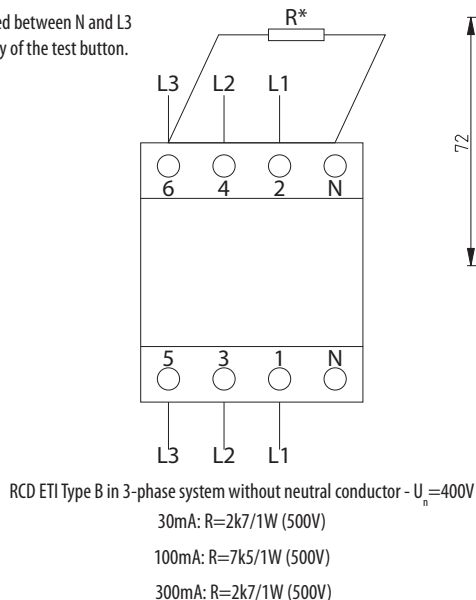 ed between N and L3
y of the test button.
R*
L3 L2 L1
6 4 2 N
72
5 3 1 N
L3 L2 L1
RCD ETI Type B in 3-phase system without neutral conductor - Un=400V
30mA: R=2k7/1W (500V)
100mA: R=7k5/1W (500V)
300mA: R=2k7/1W (500V)